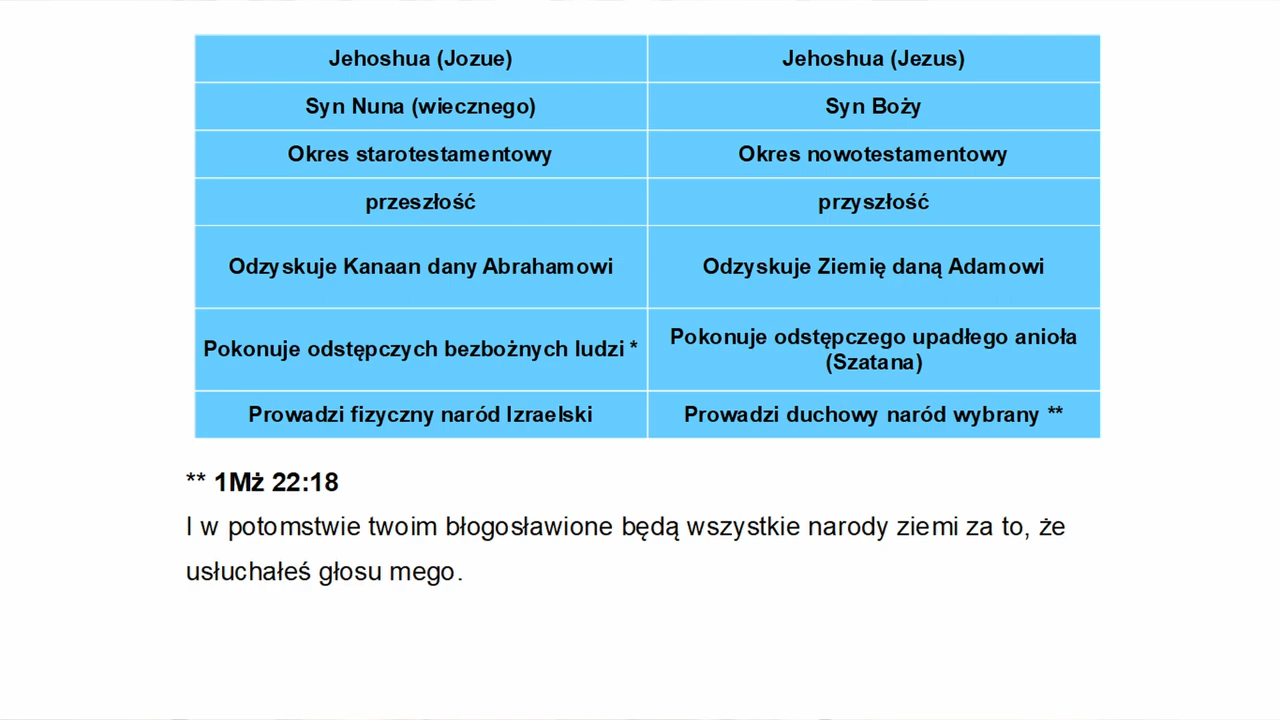 Jehoshua (Jozue) Jehoshua (Jezus)
Syn Nuna (wiecznego) Syn Boży
Okres starotestamentowy Okres nowotestamentowy
przeszłość przyszłość
Odzyskuje Kanaan dany Abrahamowi Odzyskuje Ziemię daną Adamowi
Pokonuje odstępczych bezbożnych ludzi * Pokonuje odstępczego upadłego anioła
(Szatana)
Prowadzi fizyczny naród Izraelski Prowadzi duchowy naród wybrany **
** 1Mż 22:18
I w potomstwie twoim błogosławione będą wszystkie narody ziemi za to, że
usłuchałeś głosu mego.